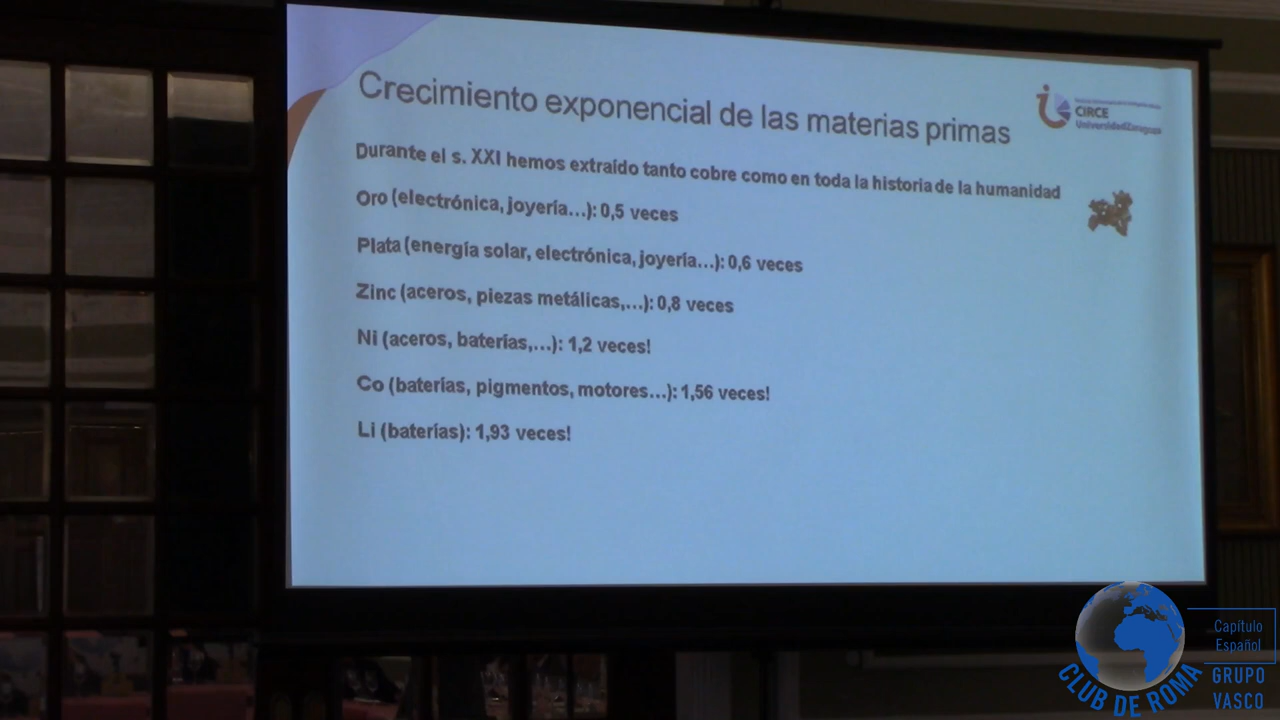 Crecimiento exponencial de las materias primas
CIRCE
Universidad Zaragoza
Durante el s. XXI hemos extraído tanto cobre como en toda la historia de la humanidad
Oro (electrónica, joyería...): 0,5 veces
Plata (energía solar, electrónica, joyería...): 0,6 veces
Zinc (aceros, piezas metálicas,...): 0,8 veces
Ni (aceros, baterías,...): 1,2 veces!
Co (baterías, pigmentos, motores...): 1,56 veces!
Li (baterías): 1,93 veces!
Capítulo
Español
GRUPO
VASCO
CLUB DE ROMA